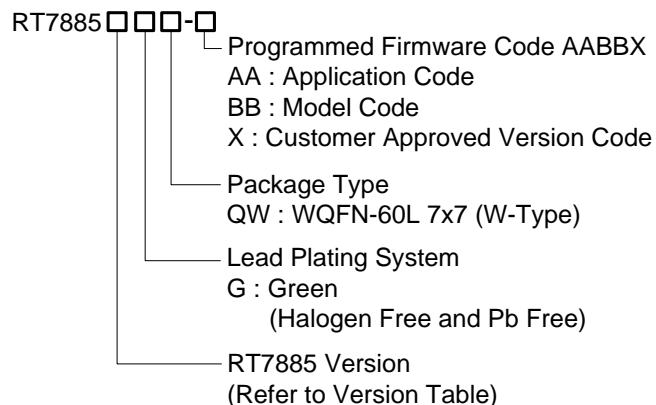 RT7885□□□-□
Programmed Firmware Code AABBX
AA : Application Code
BB : Model Code
X : Customer Approved Version Code
Package Type
QW : WQFN-60L 7x7 (W-Type)
Lead Plating System
G : Green
(Halogen Free and Pb Free)
RT7885 Version
(Refer to Version Table)